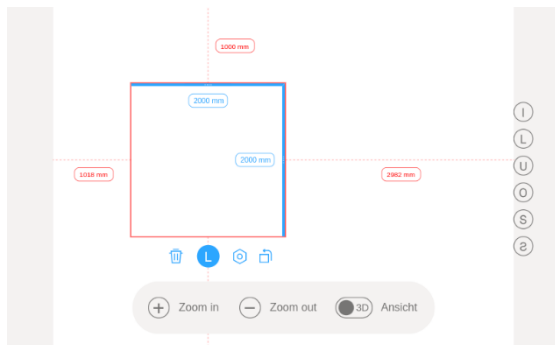 1000 mm
2000 mm
2000 mm
1018 mm
2982 mm
I
L
U
O
S
S
L
Zoom in
Zoom out
3D
Ansicht